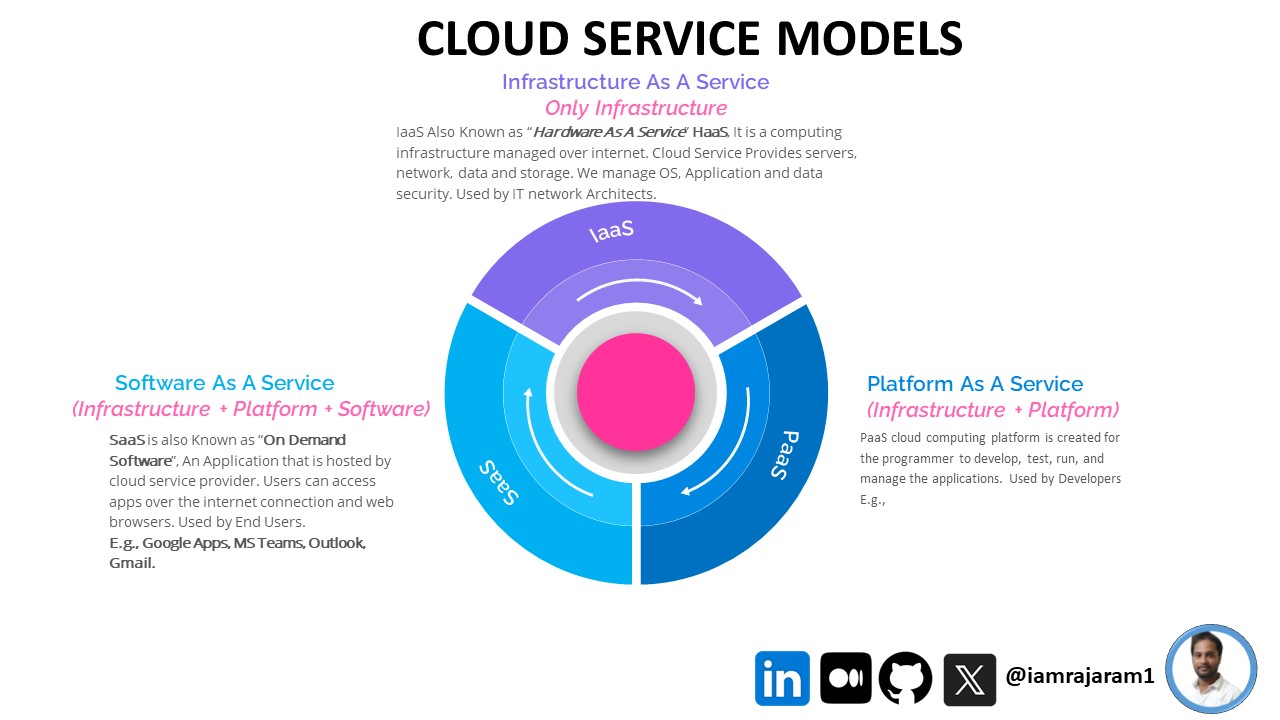 CLOUD SERVICE MODELS
Infrastructure As A Service
Only Infrastructure
IaaS Also Known as “Hardware As A Service” HaaS, It is a computing
infrastructure managed over internet. Cloud Service Provides servers,
network, data and storage. We manage OS, Application and data
security. Used by IT network Architects.
IaaS
Software As A Service
(Infrastructure + Platform + Software)
SaaS is also Known as “On Demand
Software”, An Application that is hosted by
cloud service provider. Users can access
apps over the internet connection and web
browsers. Used by End Users.
E.g., Google Apps, MS Teams, Outlook,
Gmail.
SaaS
PaaS
Platform As A Service
(Infrastructure + Platform)
PaaS cloud computing platform is created for
the programmer to develop, test, run, and
manage the applications. Used by Developers
E.g.,
in
@iamrajaram1